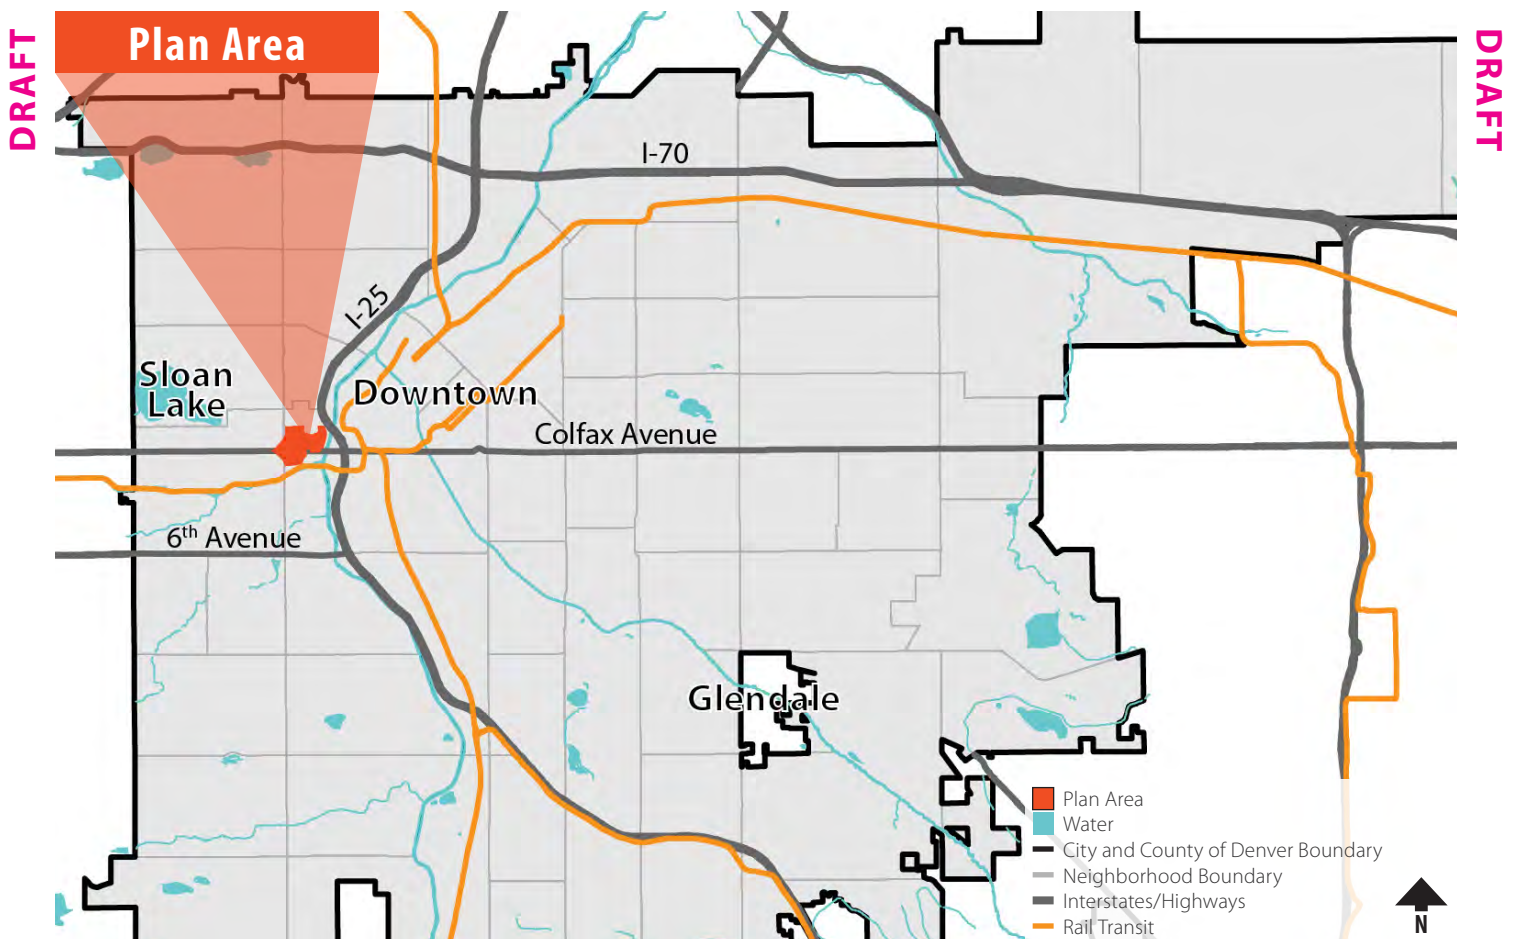 DRAFT
Plan Area
DRAFT
I-70
I-25
Sloan
Lake
Downtown
Colfax Avenue
6th Avenue
Glendale
Plan Area
Water
City and County of Denver Boundary
Neighborhood Boundary
Interstates/Highways
Rail Transit
N